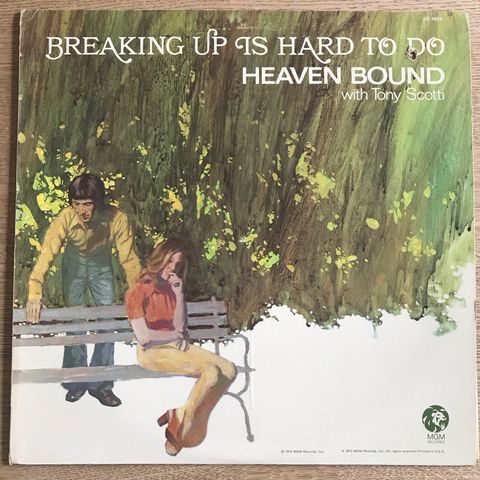 BREAKING UP IS HARD TO DO
HEAVEN BOUND
with Tony Scotti
MGM
RECORDS